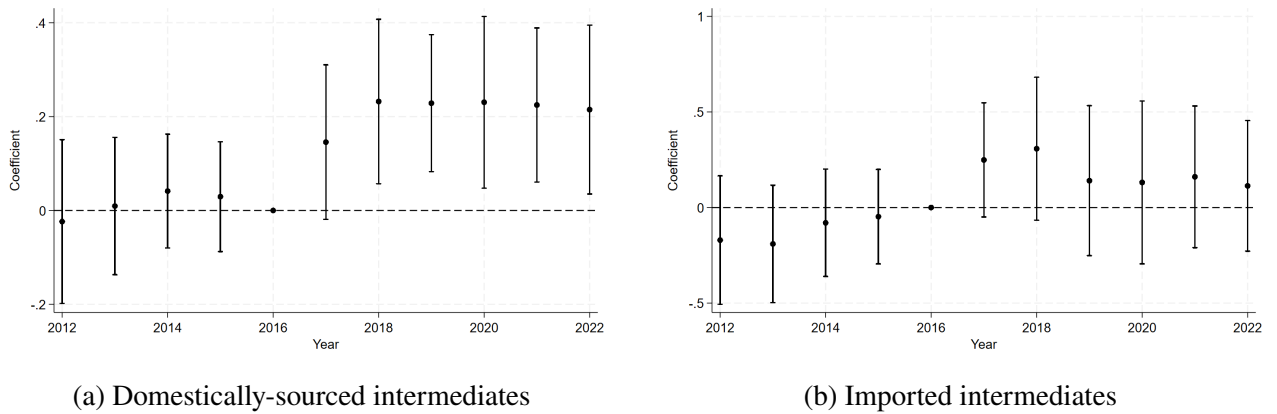 .4
.2
0
-.2
Coefficient
2012 2014 2016 2018 2020 2022
Year
(a) Domestically-sourced intermediates
1
.5
0
-.5
Coefficient
2012 2014 2016 2018 2020 2022
Year
(b) Imported intermediates